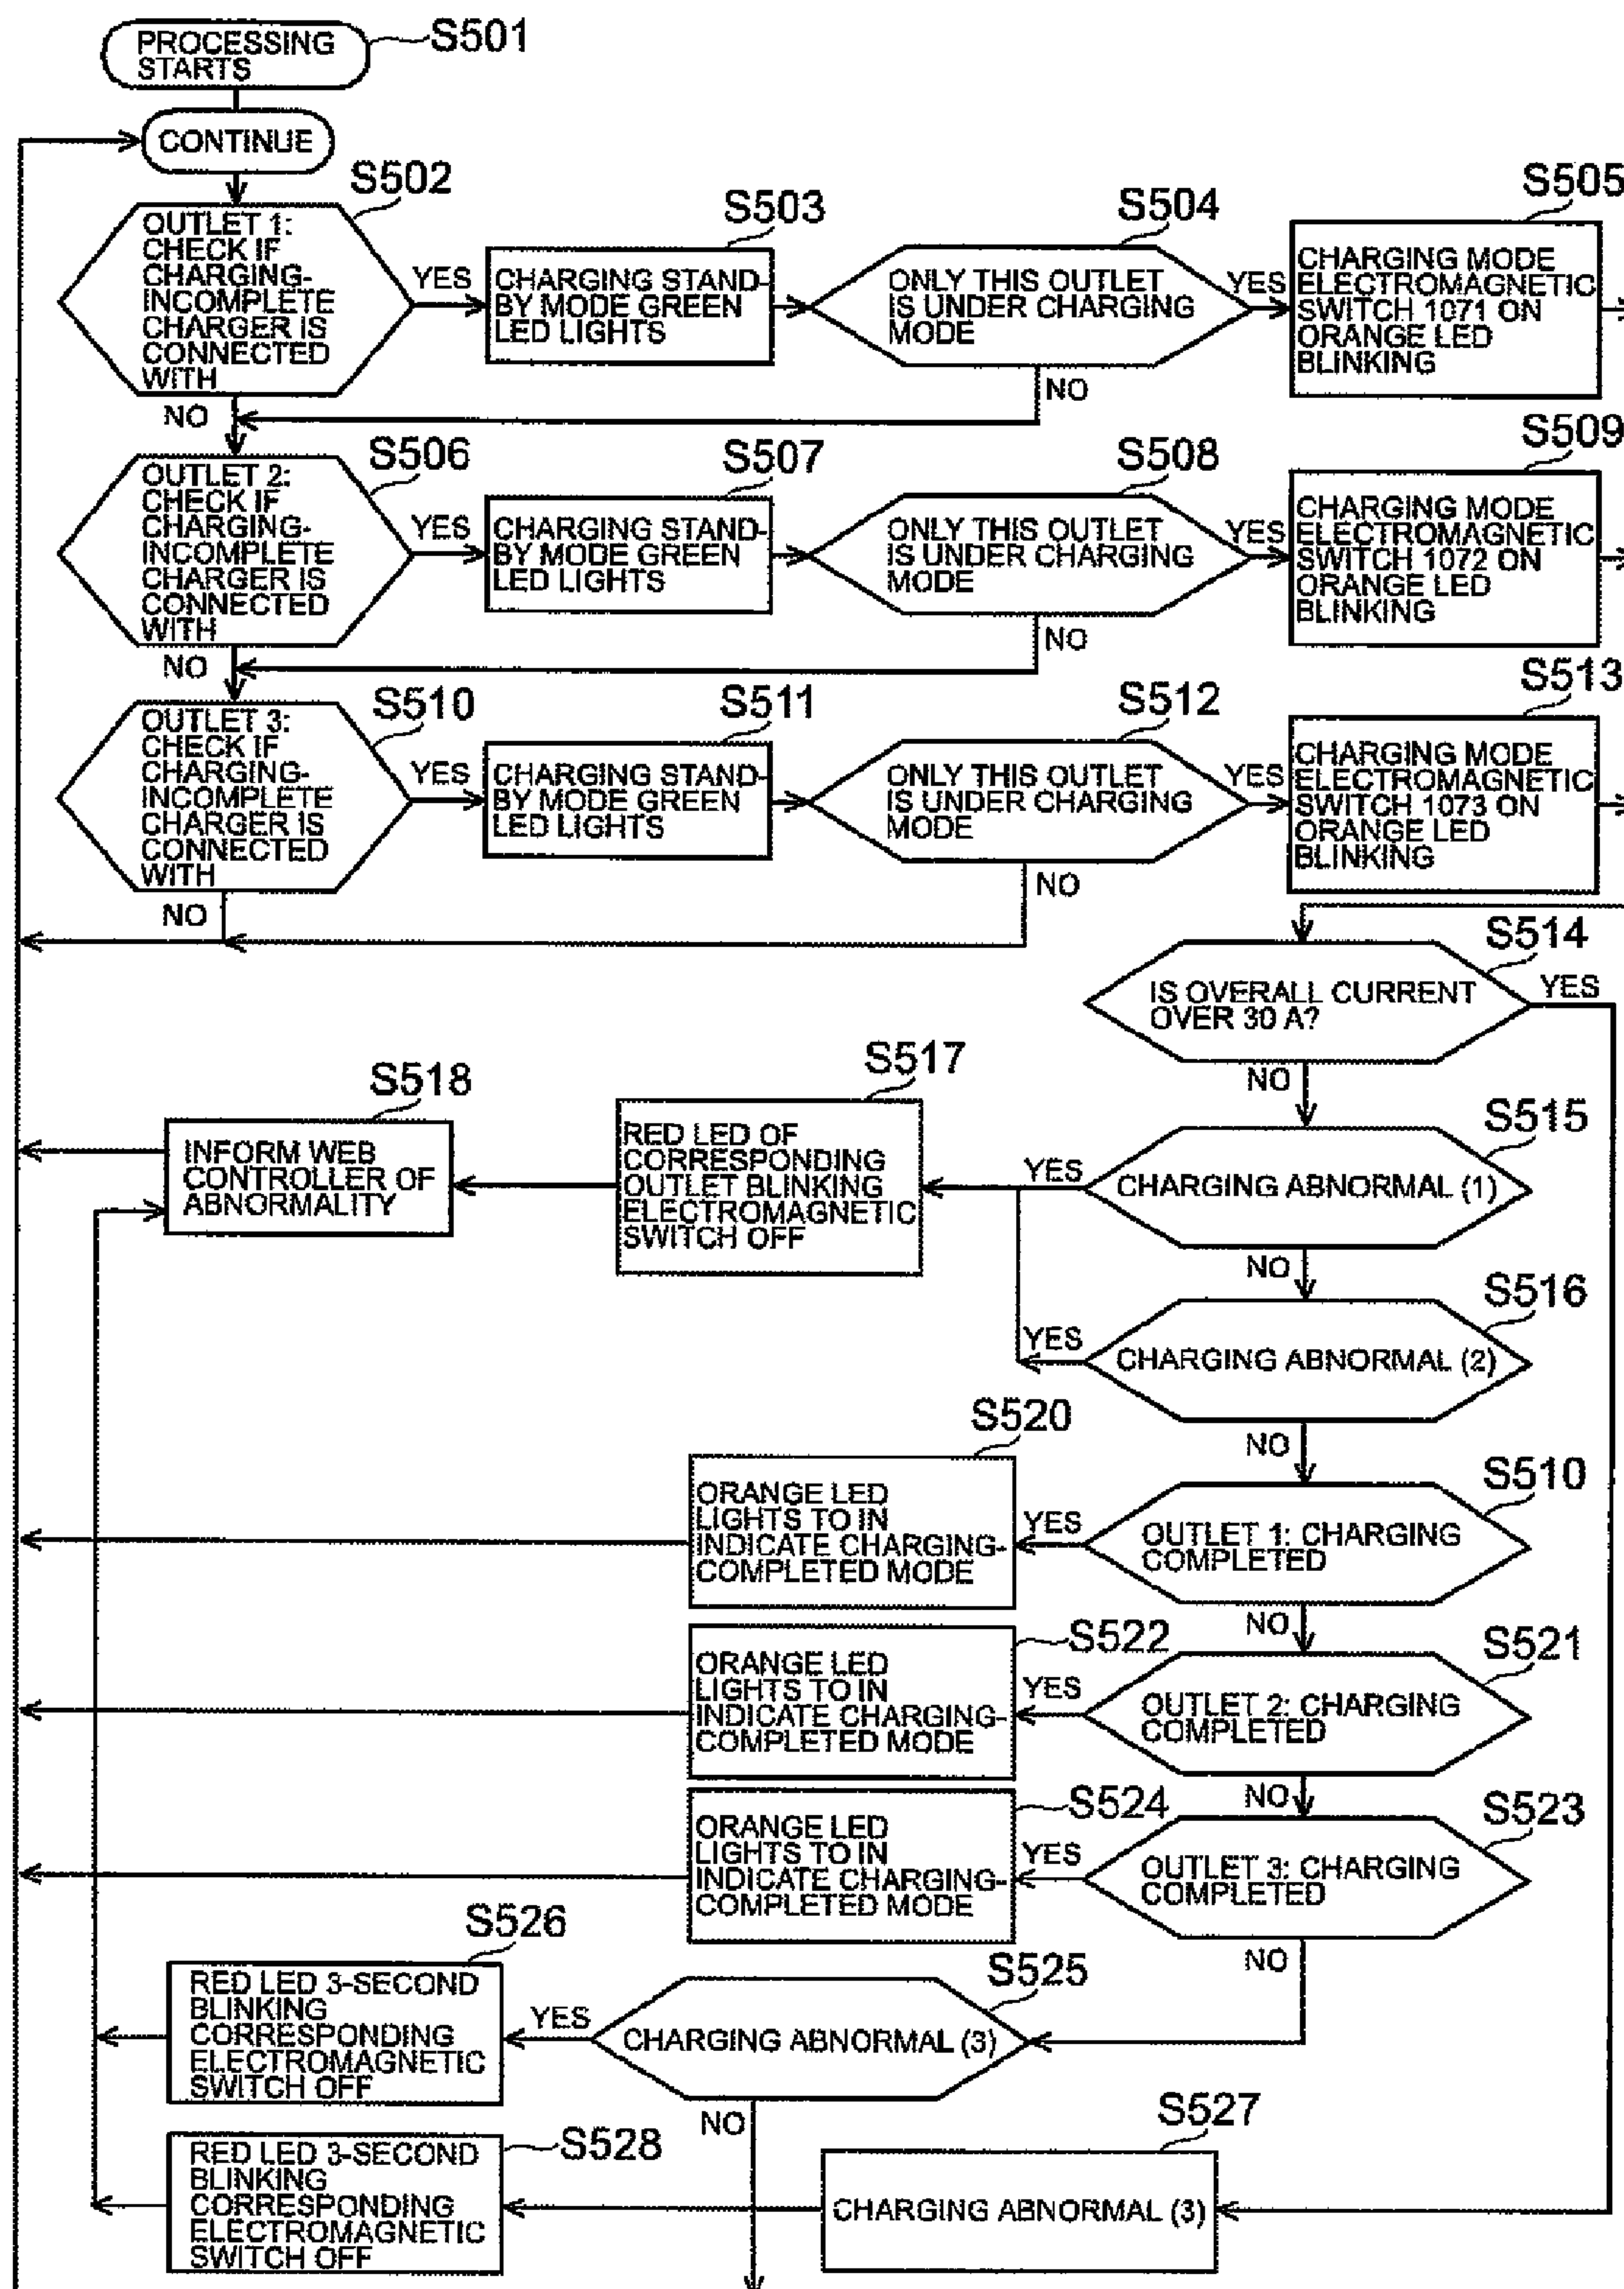 S501
PROCESSING
STARTS
CONTINUE
S502
OUTLET 1:
CHECK IF
CHARGING-
INCOMPLETE
CHARGER IS
CONNECTED
WITH
YES
NO
S503
CHARGING STAND-
BY MODE GREEN
LED LIGHTS
S504
ONLY THIS OUTLET
IS UNDER CHARGING
MODE
YES
NO
S505
CHARGING MODE
ELECTROMAGNETIC
SWITCH 1071 ON
ORANGE LED
BLINKING
S506
OUTLET 2:
CHECK IF
CHARGING-
INCOMPLETE
CHARGER IS
CONNECTED
WITH
YES
NO
S507
CHARGING STAND-
BY MODE GREEN
LED LIGHTS
S508
ONLY THIS OUTLET
IS UNDER CHARGING
MODE
YES
NO
S509
CHARGING MODE
ELECTROMAGNETIC
SWITCH 1072 ON
ORANGE LED
BLINKING
S510
OUTLET 3:
CHECK IF
CHARGING-
INCOMPLETE
CHARGER IS
CONNECTED
WITH
YES
NO
S511
CHARGING STAND-
BY MODE GREEN
LED LIGHTS
S512
ONLY THIS OUTLET
IS UNDER CHARGING
MODE
YES
NO
S513
CHARGING MODE
ELECTROMAGNETIC
SWITCH 1073 ON
ORANGE LED
BLINKING
S514
IS OVERALL CURRENT
OVER 30 A?
YES
NO
S515
CHARGING ABNORMAL (1)
YES
NO
S517
RED LED OF
CORRESPONDING
OUTLET BLINKING
ELECTROMAGNETIC
SWITCH OFF
S518
INFORM WEB
CONTROLLER OF
ABNORMALITY
S516
CHARGING ABNORMAL (2)
YES
NO
S510
OUTLET 1: CHARGING
COMPLETED
YES
NO
S520
ORANGE LED
LIGHTS TO IN
INDICATE CHARGING-
COMPLETED MODE
S521
OUTLET 2: CHARGING
COMPLETED
YES
NO
S522
ORANGE LED
LIGHTS TO IN
INDICATE CHARGING-
COMPLETED MODE
S523
OUTLET 3: CHARGING
COMPLETED
YES
NO
S524
ORANGE LED
LIGHTS TO IN
INDICATE CHARGING-
COMPLETED MODE
S525
CHARGING ABNORMAL (3)
YES
NO
S526
RED LED 3-SECOND
BLINKING
CORRESPONDING
ELECTROMAGNETIC
SWITCH OFF
S527
CHARGING ABNORMAL (3)
S528
RED LED 3-SECOND
BLINKING
CORRESPONDING
ELECTROMAGNETIC
SWITCH OFF